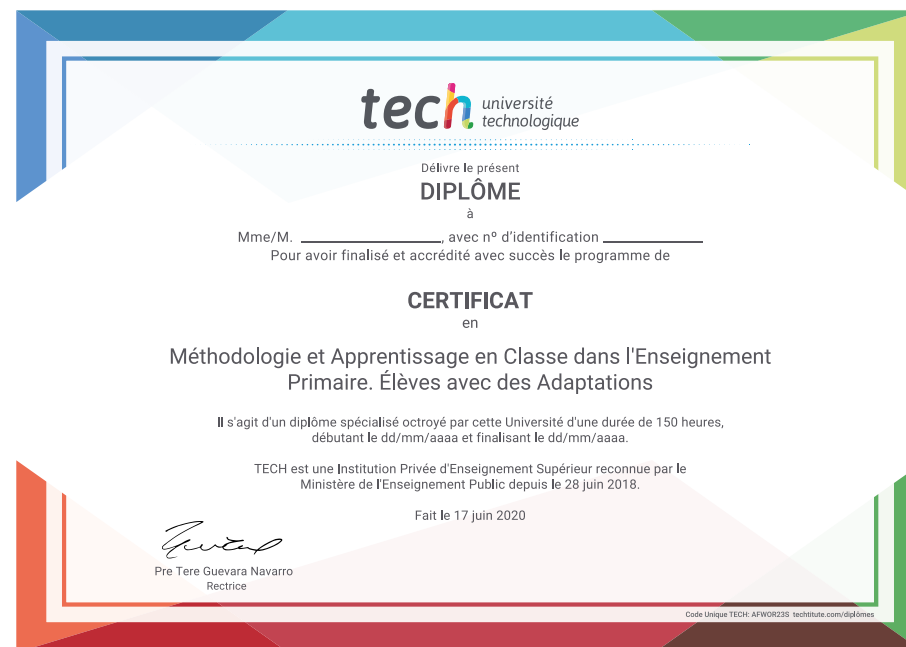 tech université
technologique
Délivre le présent
DIPLÔME
à
Mme/M. ____________________, avec nº d'identification ______________
Pour avoir finalisé et accrédité avec succès le programme de
CERTIFICAT
en
Méthodologie et Apprentissage en Classe dans l'Enseignement
Primaire. Élèves avec des Adaptations
Il s'agit d'un diplôme spécialisé octroyé par cette Université d'une durée de 150 heures,
débutant le dd/mm/aaaa et finalisant le dd/mm/aaaa.
TECH est une Institution Privée d'Enseignement Supérieur reconnue par le
Ministère de l'Enseignement Public depuis le 28 juin 2018.
Fait le 17 juin 2020
Pre Tere Guevara Navarro
Rectrice
Code Unique TECH: AFWOR23S techtitute.com/diplômes